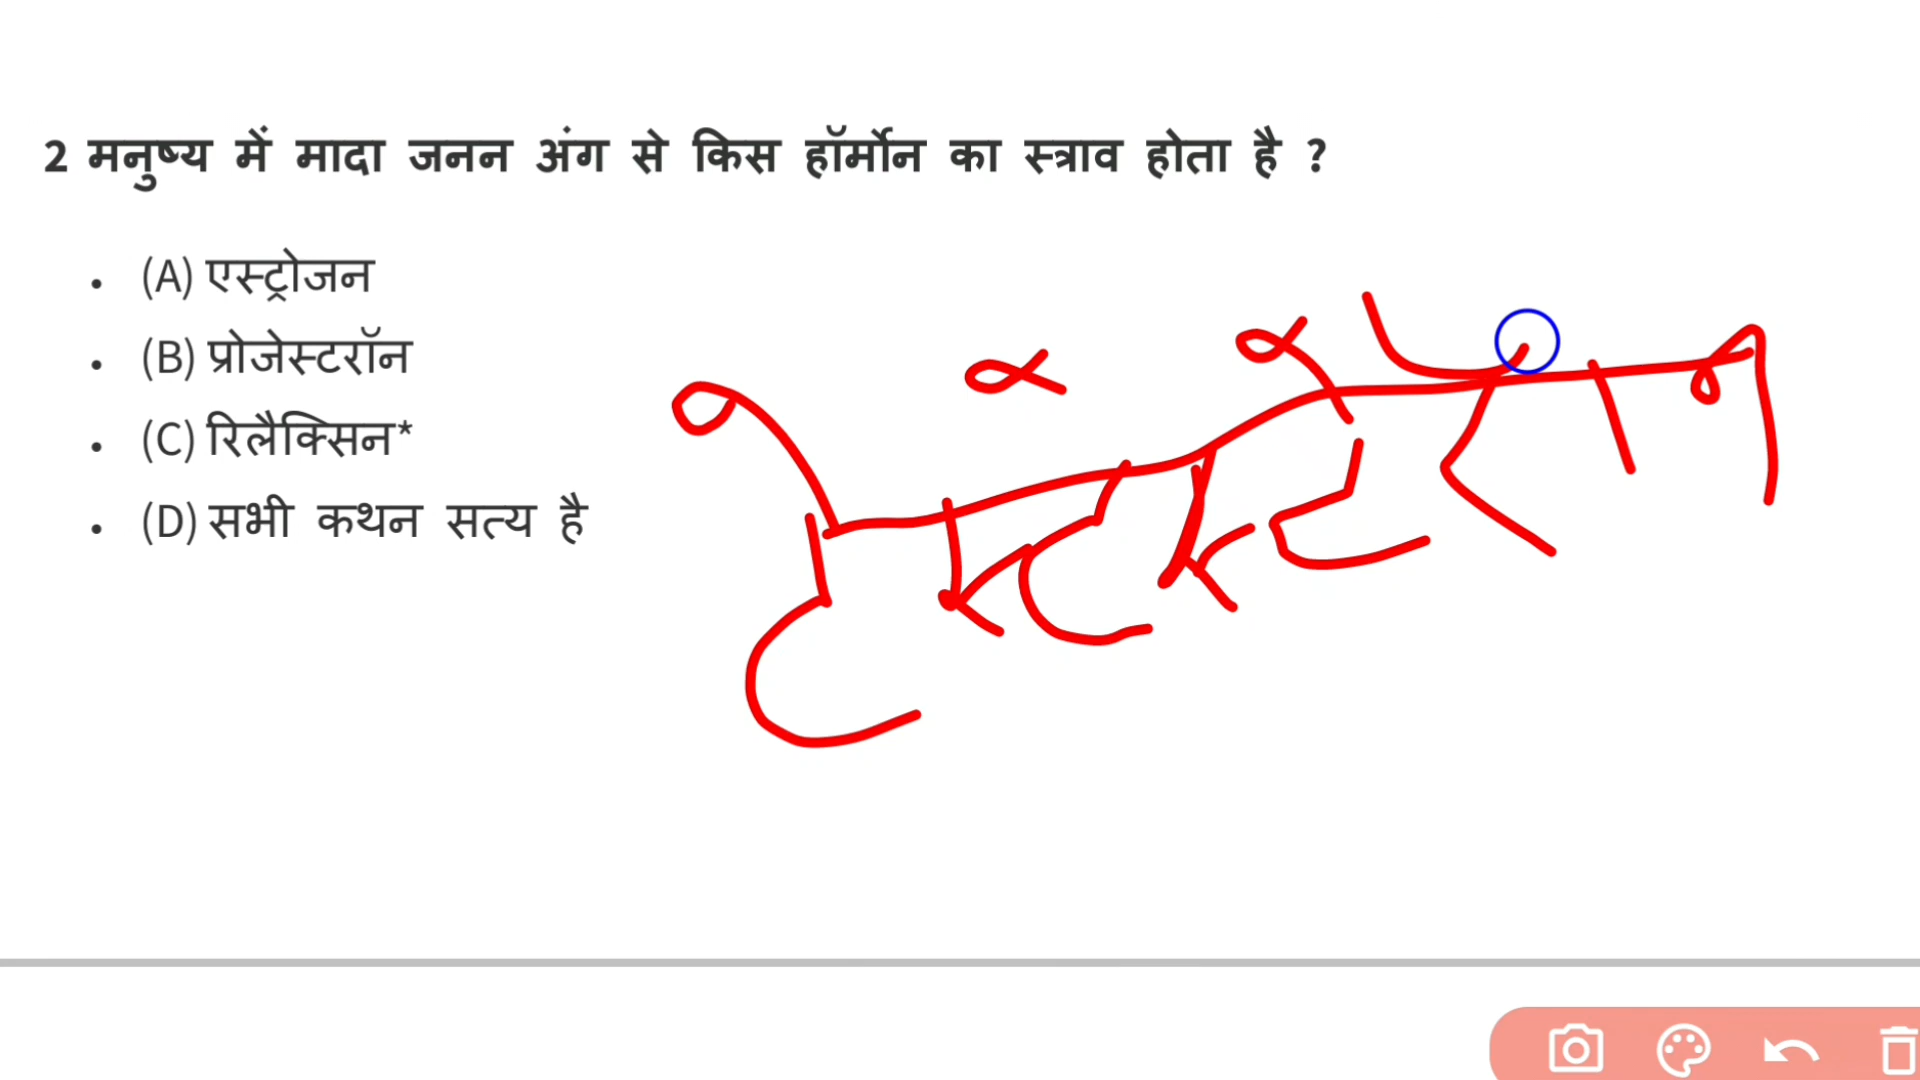 2 मनुष्य में मादा जनन अंग से किस हॉर्मोन का स्त्राव होता है ?
• (A) एस्ट्रोजन
• (B) प्रोजेस्टरॉन
• (C) रिलैक्सिन*
• (D) सभी कथन सत्य है